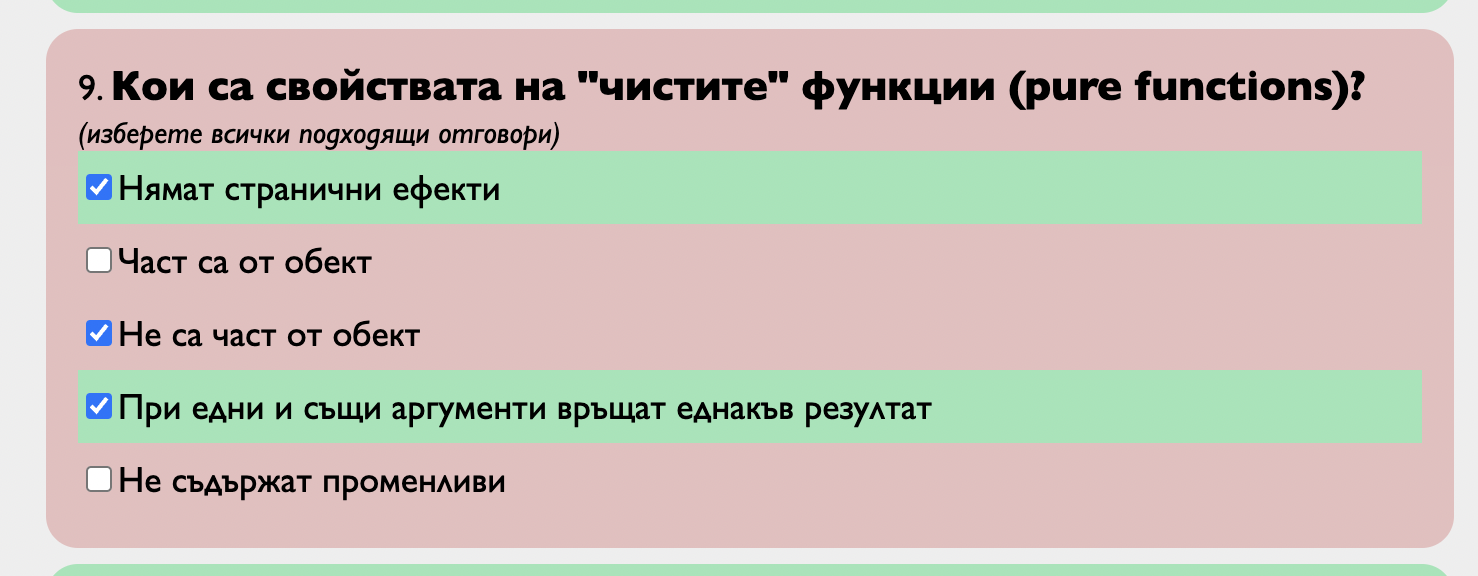 9. Кои са свойствата на "чистите" функции (pure functions)?
(изберете всички подходящи отговори)
Нямат странични ефекти
Част са от обект
Не са част от обект
При едни и същи аргументи връщат еднакъв резултат
Не съдържат променливи